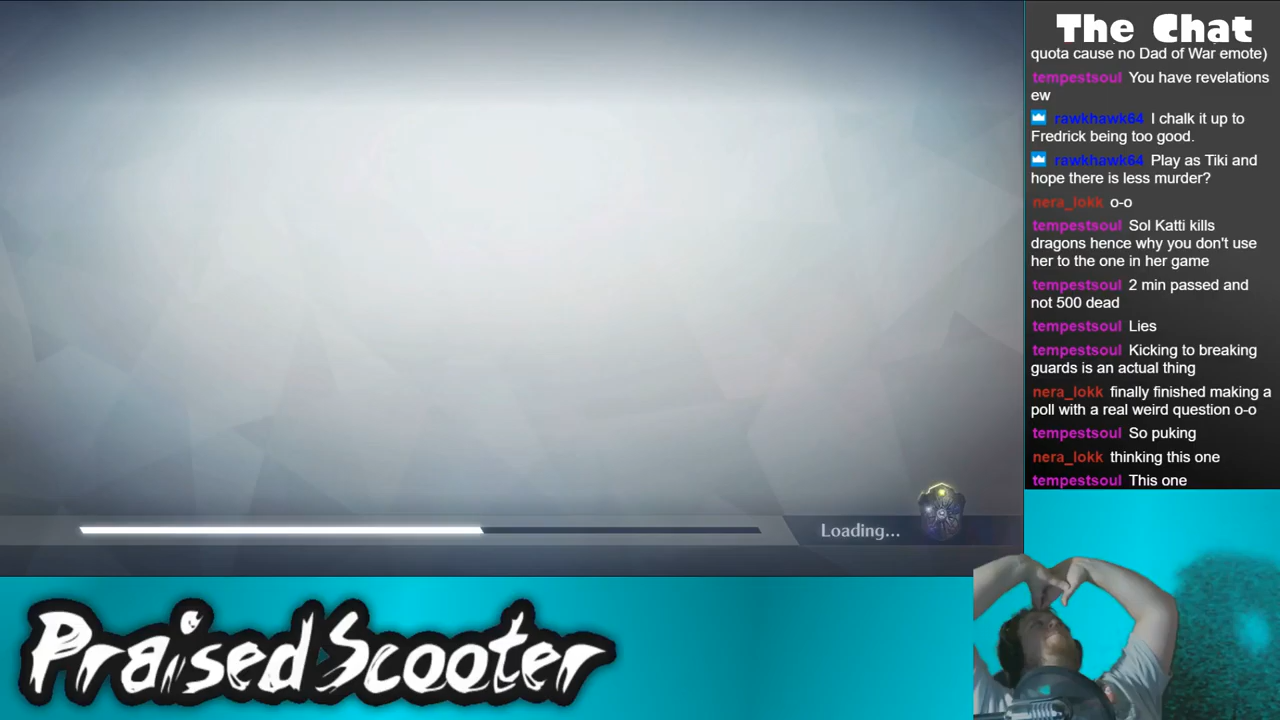 The Chat
quota cause no Dad of War emote)
tempestsoul You have revelations
ew
rawkhawk64 I chalk it up to
Fredrick being too good.
rawkhawk64 Play as Tiki and
hope there is less murder?
nera_lokk o-o
tempestsoul Sol Katti kills
dragons hence why you don't use
her to the one in her game
tempestsoul 2 min passed and
not 500 dead
tempestsoul Lies
tempestsoul Kicking to breaking
guards is an actual thing
nera_lokk finally finished making a
poll with a real weird question o-o
tempestsoul So puking
nera_lokk thinking this one
tempestsoul This one
Loading...
PraisedScooter